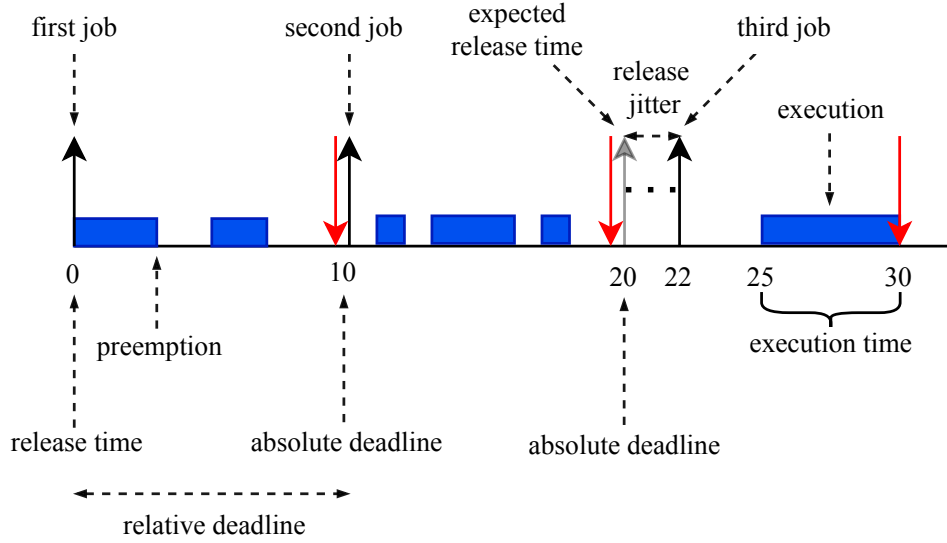 first job
second job
expected
release time
third job
release
jitter
execution
0
10
20
22
25
30
preemption
execution time
release time
absolute deadline
absolute deadline
relative deadline